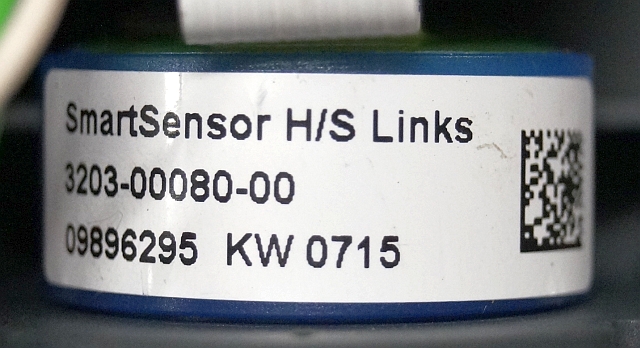 SmartSensor H/S Links
3203-00080-00
09896295 KW 0715